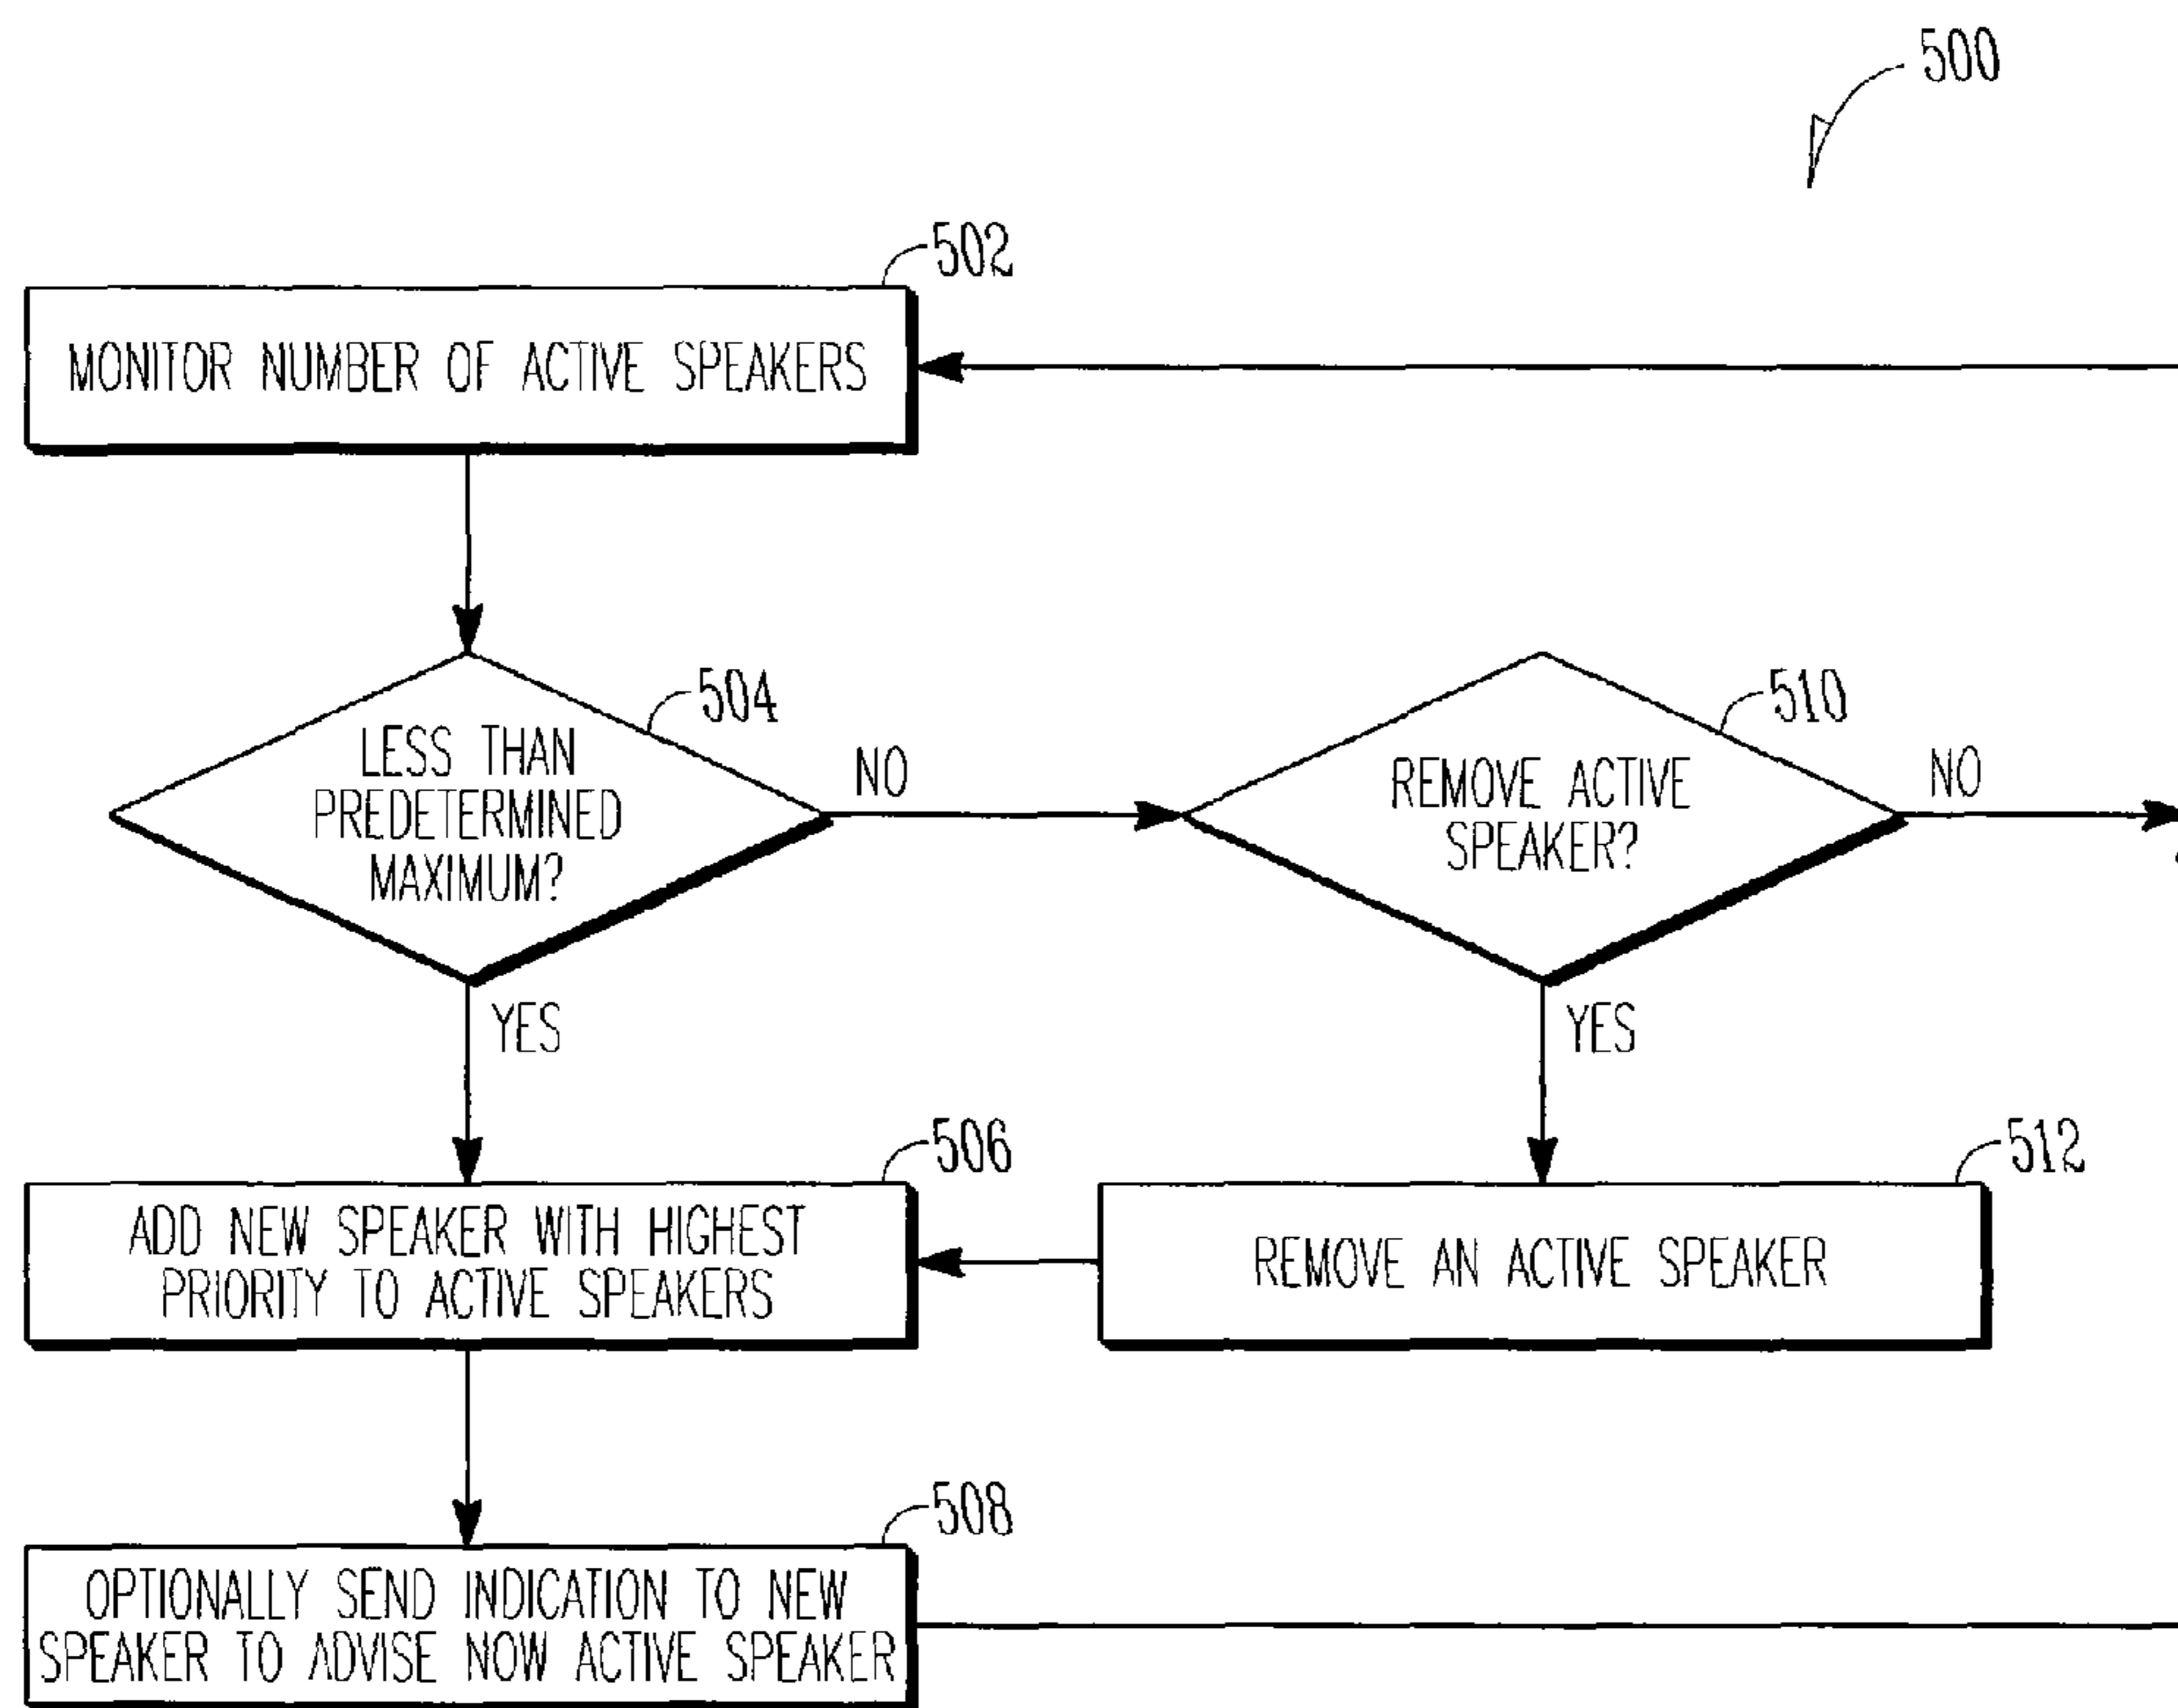 500
502
MONITOR NUMBER OF ACTIVE SPEAKERS
504
LESS THAN
PREDETERMINED
MAXIMUM?
NO
510
REMOVE ACTIVE
SPEAKER?
NO
YES
YES
506
ADD NEW SPEAKER WITH HIGHEST
PRIORITY TO ACTIVE SPEAKERS
512
REMOVE AN ACTIVE SPEAKER
508
OPTIONALLY SEND INDICATION TO NEW
SPEAKER TO ADVISE NOW ACTIVE SPEAKER